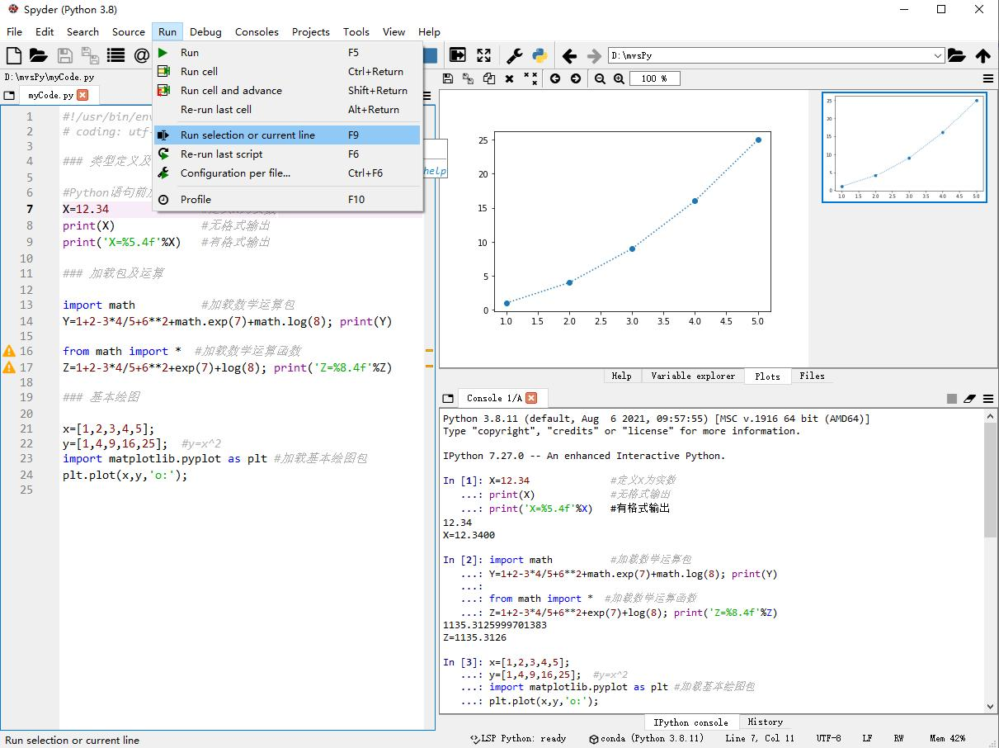 Spyder (Python 3.8)
File Edit Search Source Run Debug Consoles Projects Tools View Help
Run F5
Run cell Ctrl+Return
Run cell and advance Shift+Return
Re-run last cell Alt+Return
Run selection or current line F9
Re-run last script F6
Configuration per file... Ctrl+F6
Profile F10
D:\mvsPy
D:\mvsPy\myCode.py
myCode.py
100 %
help
1 #!/usr/bin/env
2 # coding: utf
3
4 ### 类型定义及
5
6 #Python语句前
7 X=12.34
8 print(X) #无格式输出
9 print('X=%5.4f'%X) #有格式输出
10
11 ### 加载包及运算
12
13 import math #加载数学运算包
14 Y=1+2-3*4/5+6**2+math.exp(7)+math.log(8); print(Y)
15
16 from math import * #加载数学运算函数
17 Z=1+2-3*4/5+6**2+exp(7)+log(8); print('Z=%8.4f'%Z)
18
19 ### 基本绘图
20
21 x=[1,2,3,4,5];
22 y=[1,4,9,16,25]; #y=x^2
23 import matplotlib.pyplot as plt #加载基本绘图包
24 plt.plot(x,y,'o:');
25
25
20
15
10
5
0
1.0 1.5 2.0 2.5 3.0 3.5 4.0 4.5 5.0
25
20
15
10
5
0
1.0 1.5 2.0 2.5 3.0 3.5 4.0 4.5 5.0
Help Variable explorer Plots Files
Console 1/A
Python 3.8.11 (default, Aug  6 2021, 09:57:55) [MSC v.1916 64 bit (AMD64)]
Type "copyright", "credits" or "license" for more information.
IPython 7.27.0 -- An enhanced Interactive Python.
In [1]: X=12.34 #定义X为实数
...: print(X) #无格式输出
...: print('X=%5.4f'%X) #有格式输出
12.34
X=12.3400
In [2]: import math #加载数学运算包
...: Y=1+2-3*4/5+6**2+math.exp(7)+math.log(8); print(Y)
...:
...: from math import * #加载数学运算函数
...: Z=1+2-3*4/5+6**2+exp(7)+log(8); print('Z=%8.4f'%Z)
1135.3125999701383
Z=1135.3126
In [3]: x=[1,2,3,4,5];
...: y=[1,4,9,16,25]; #y=x^2
...: import matplotlib.pyplot as plt #加载基本绘图包
...: plt.plot(x,y,'o:');
IPython console History
Run selection or current line
LSP Python: ready conda (Python 3.8.11) Line 7, Col 11 UTF-8 LF RW Mem 42%